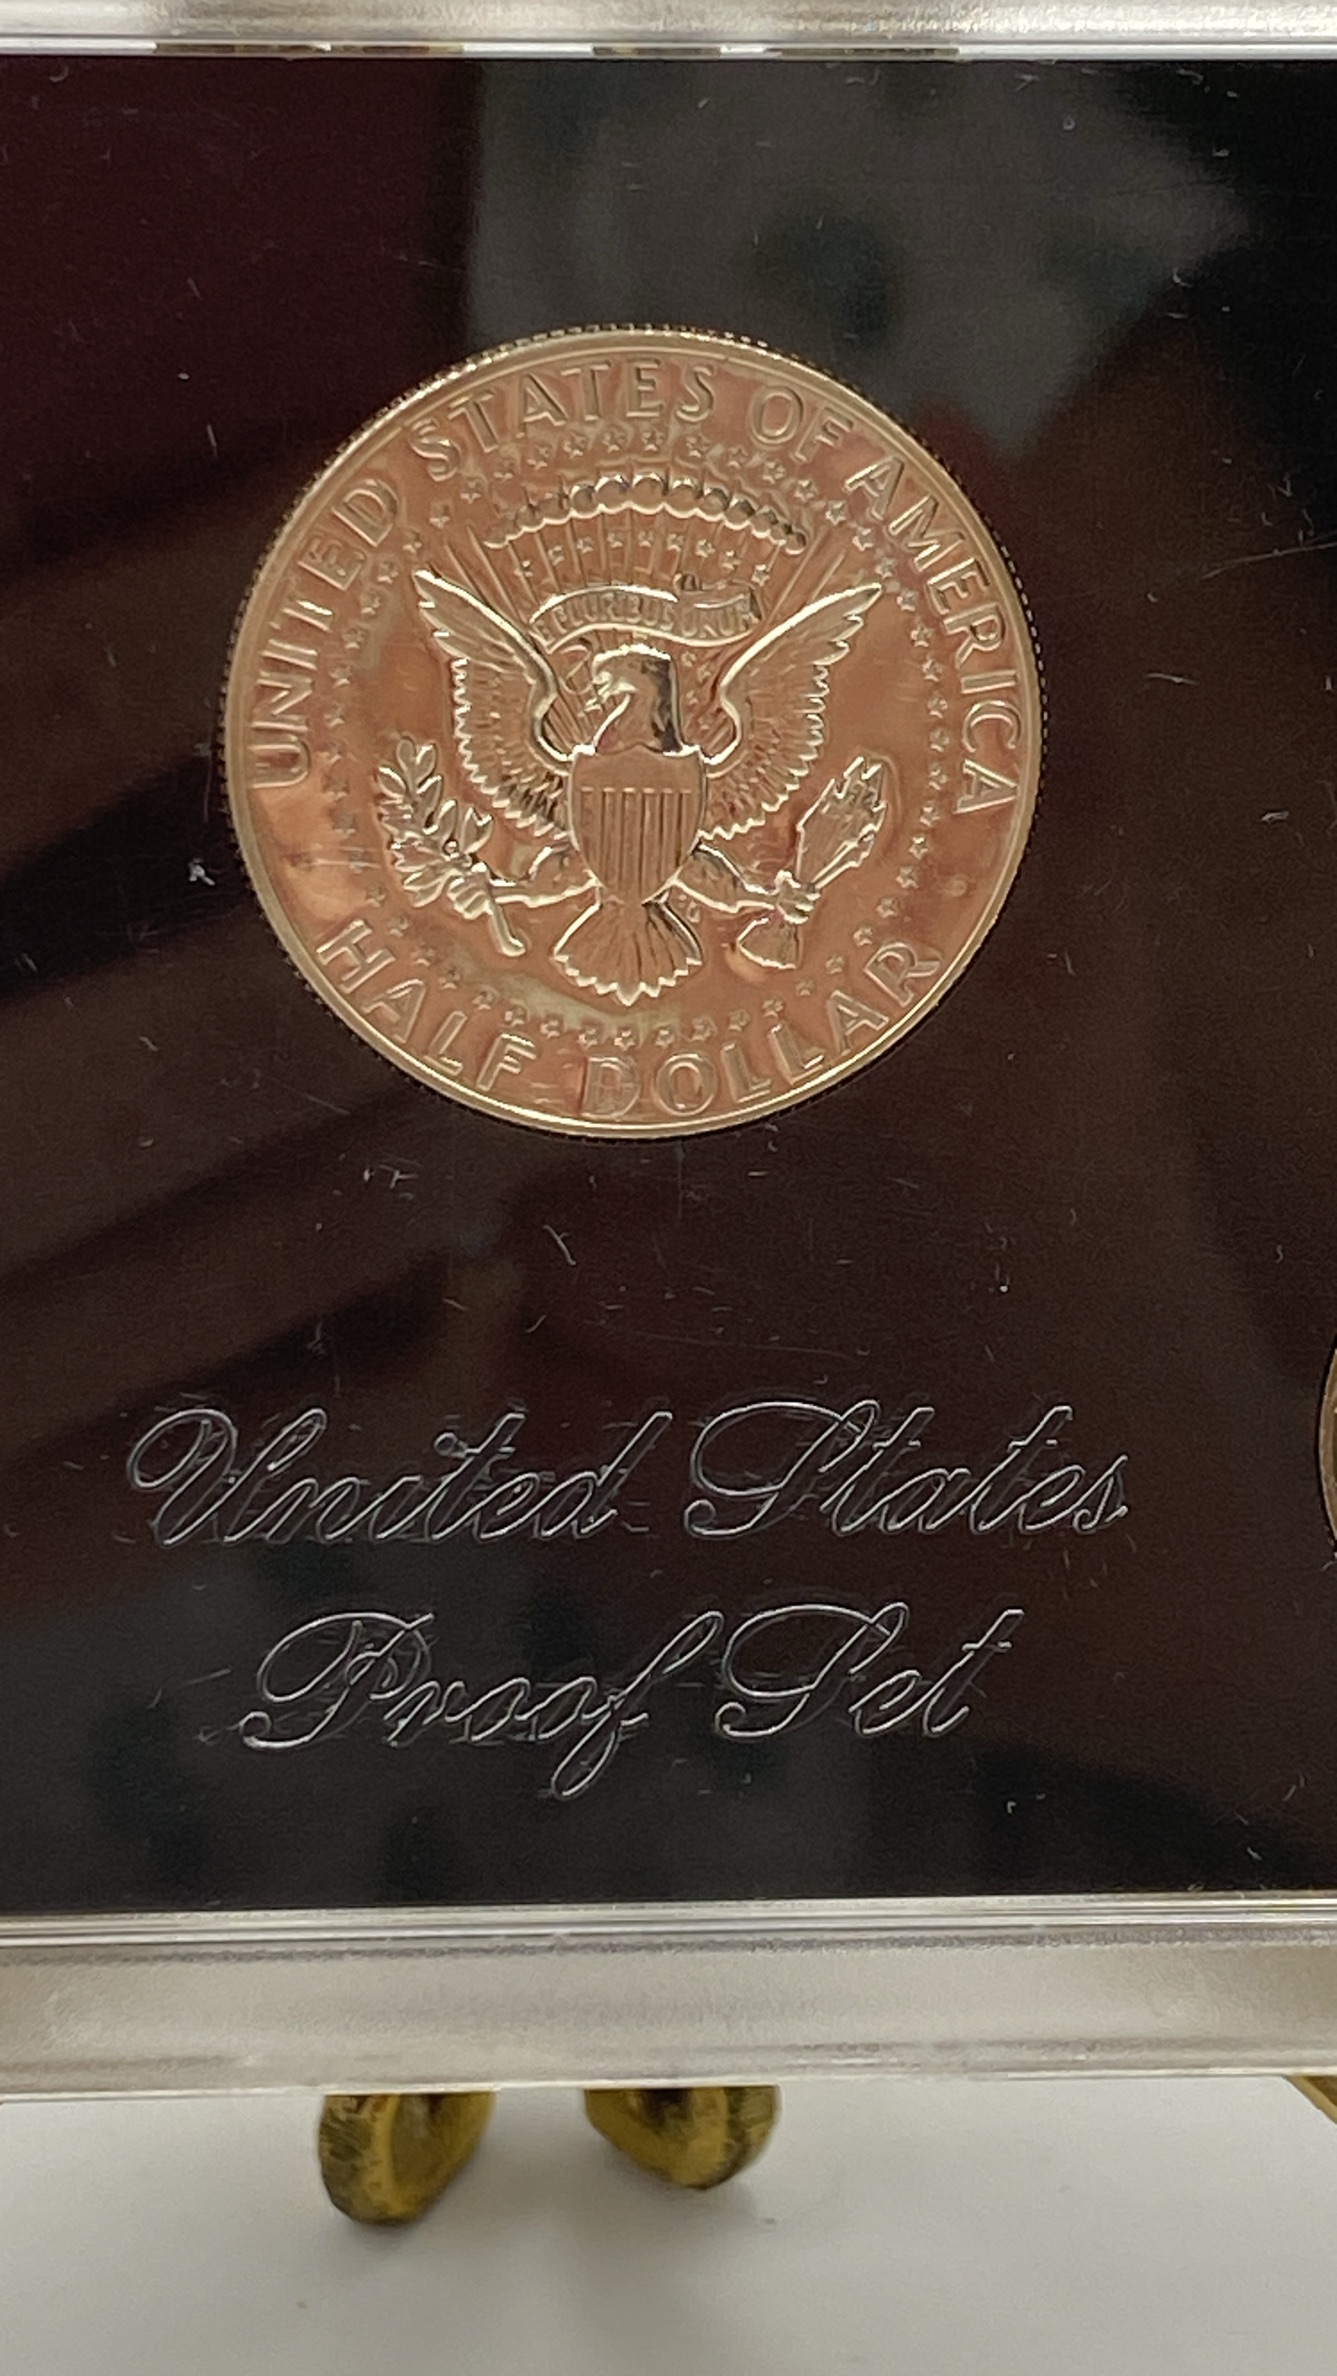 UNITED STATES OF AMERICA
E PLURIBUS UNUM
HALF DOLLAR
United States
Proof Set